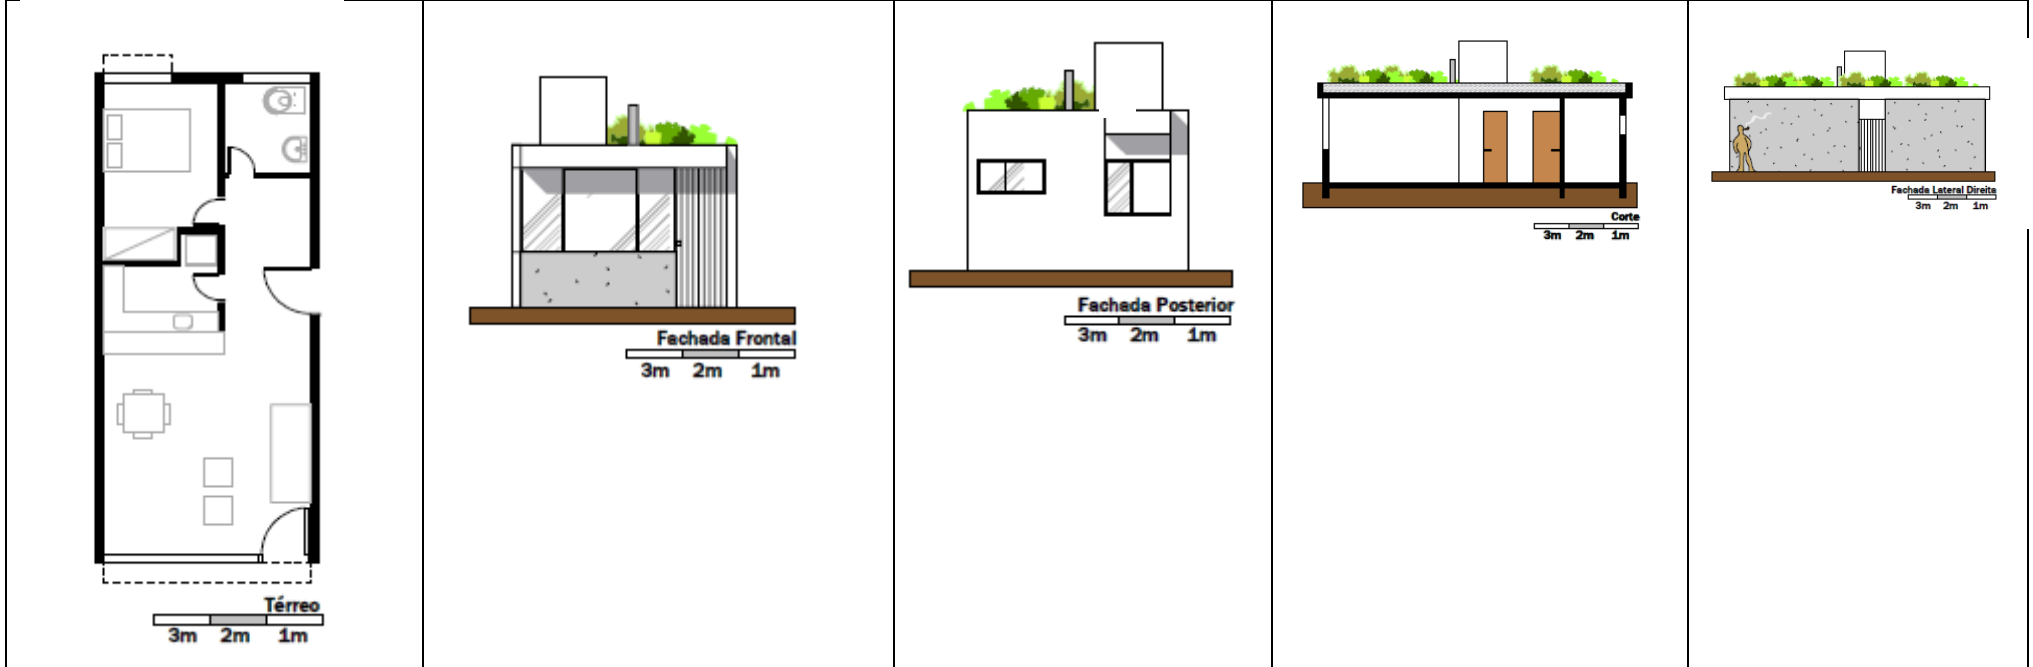 Térreo
3m 2m 1m
Fachada Frontal
3m 2m 1m
Fachada Posterior
3m 2m 1m
Corte
3m 2m 1m
Fachada Lateral Direita
3m 2m 1m